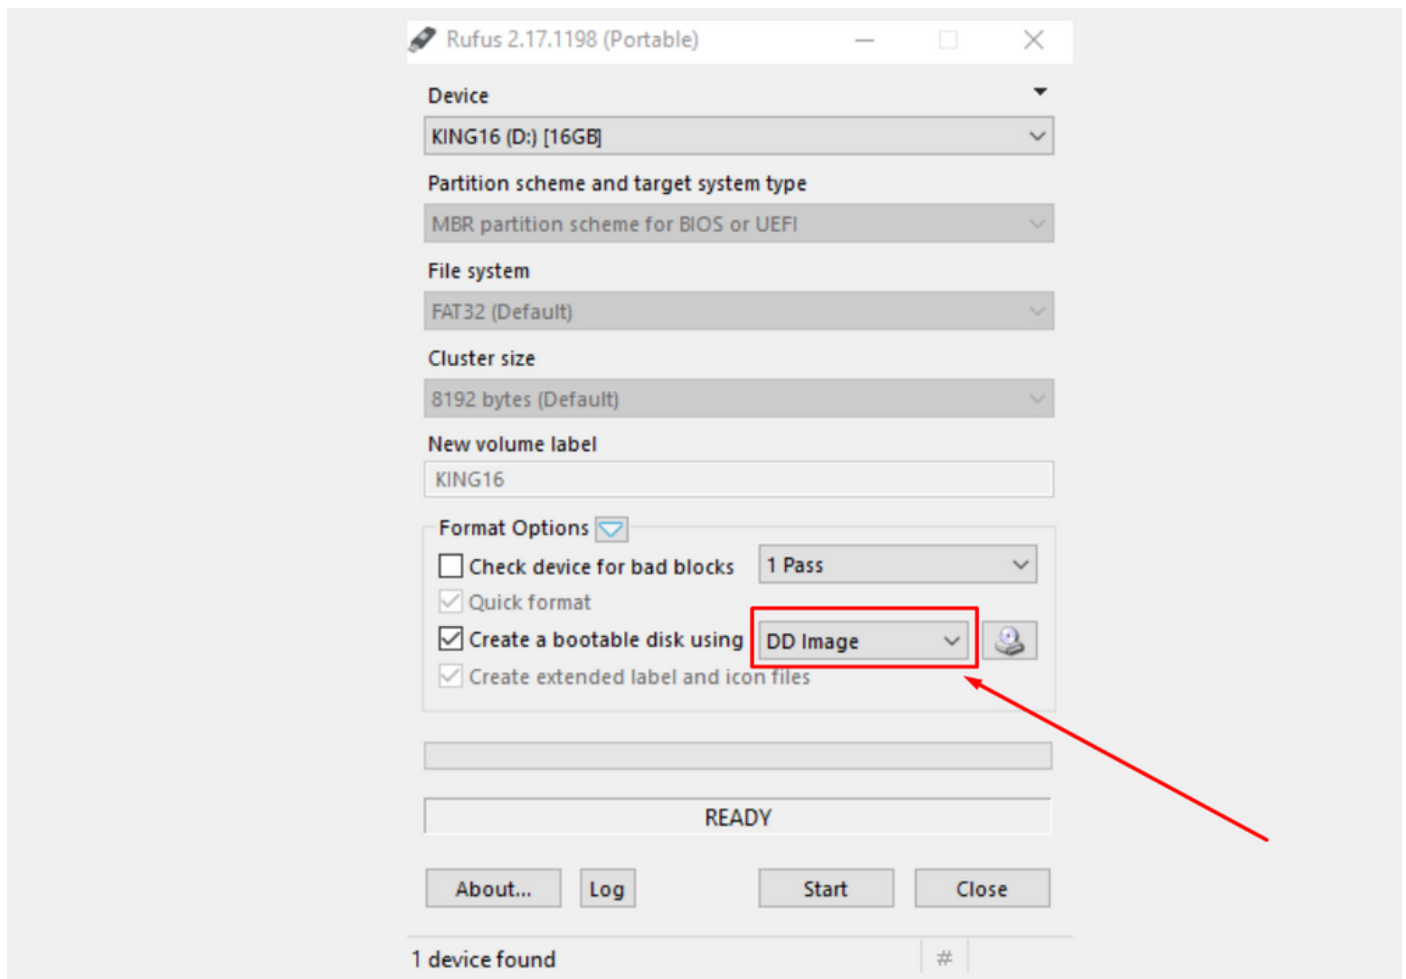 Rufus 2.17.1198 (Portable)
Device
KING16 (D:) [16GB]
Partition scheme and target system type
MBR partition scheme for BIOS or UEFI
File system
FAT32 (Default)
Cluster size
8192 bytes (Default)
New volume label
KING16
Format Options
Check device for bad blocks 1 Pass
Quick format
Create a bootable disk using DD Image
Create extended label and icon files
READY
About... Log Start Close
1 device found #